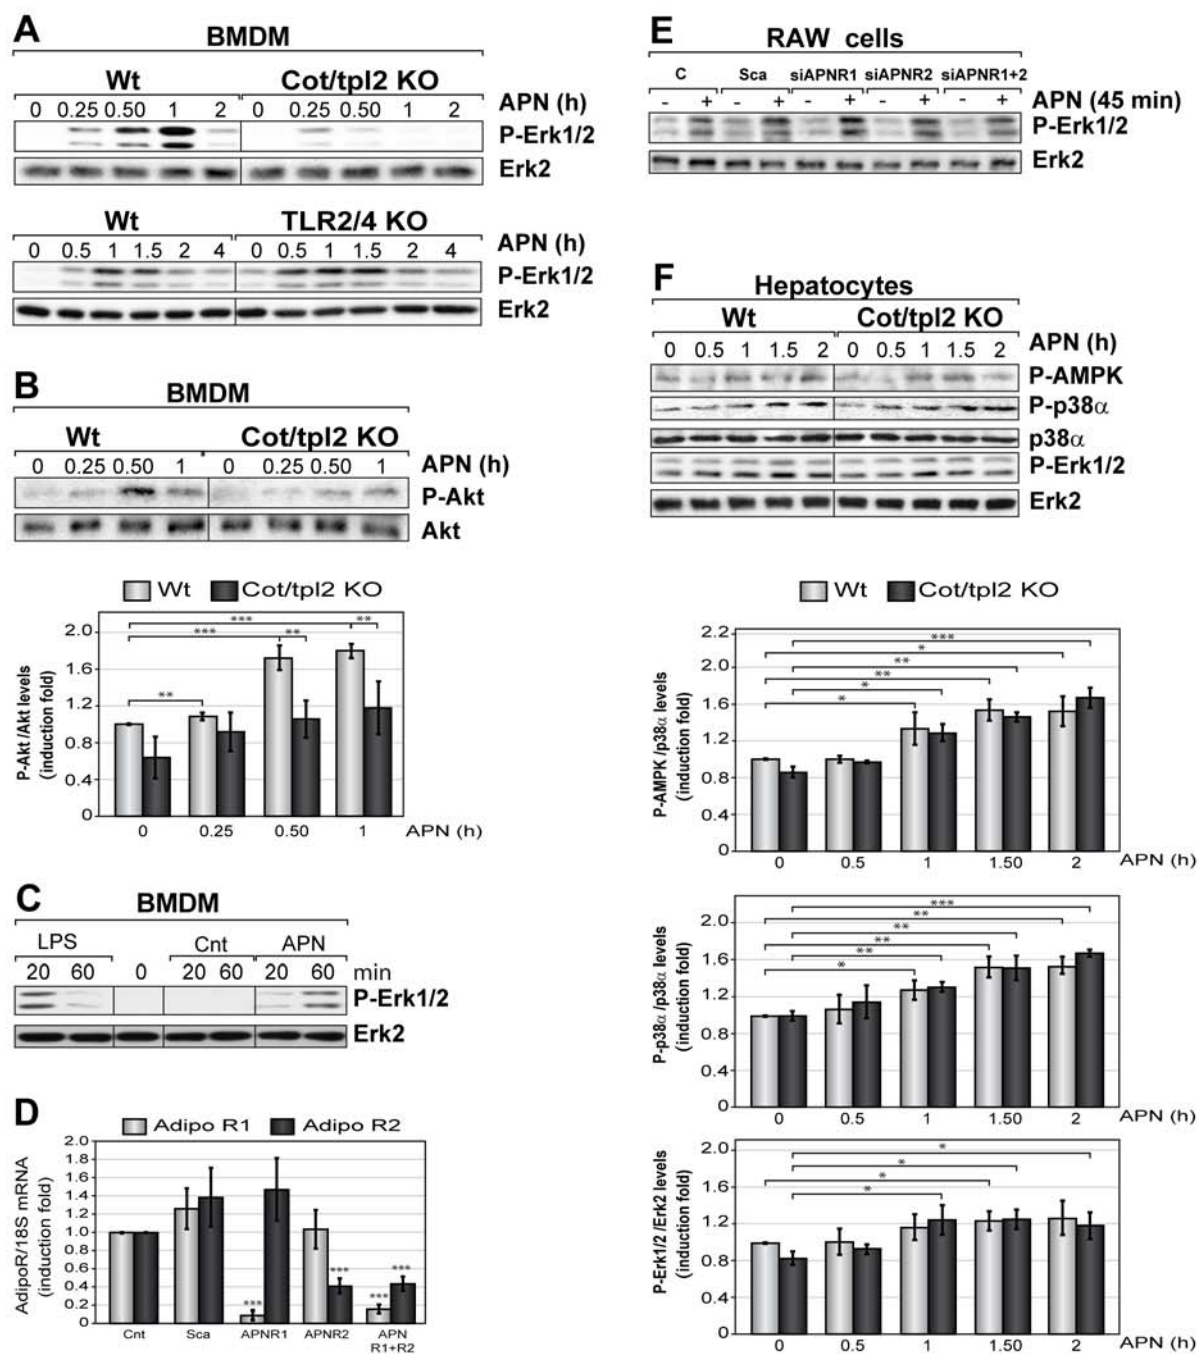 A
BMDM
Wt Cot/tpl2 KO
0 0.25 0.50 1 2 0 0.25 0.50 1 2 APN (h)
P-Erk1/2
Erk2
Wt TLR2/4 KO
0 0.5 1 1.5 2 4 0 0.5 1 1.5 2 4 APN (h)
P-Erk1/2
Erk2
B
BMDM
Wt Cot/tpl2 KO
0 0.25 0.50 1 0 0.25 0.50 1 APN (h)
P-Akt
Akt
Wt Cot/tpl2 KO
P-Akt/Akt levels
(induction fold)
2.0
1.6
1.2
0.8
0.4
0
*** **
*** **
**
0 0.25 0.50 1 APN (h)
C
BMDM
LPS Cnt APN
20 60 0 20 60 20 60 min
P-Erk1/2
Erk2
D
Adipo R1 Adipo R2
AdipoR/18S mRNA
(induction fold)
2.0
1.8
1.6
1.4
1.2
1.0
0.8
0.6
0.4
0.2
0
*** *** *** ***
Cnt Sca APNR1 APNR2 APN
R1+R2
E
RAW cells
C Sca siAPNR1 siAPNR2 siAPNR1+2
- + - + - + - + - + APN (45 min)
P-Erk1/2
Erk2
F
Hepatocytes
Wt Cot/tpl2 KO
0 0.5 1 1.5 2 0 0.5 1 1.5 2 APN (h)
P-AMPK
P-p38α
p38α
P-Erk1/2
Erk2
Wt Cot/tpl2 KO
P-AMPK/p38α levels
(induction fold)
2.2
2.0
1.6
1.2
0.8
0.4
0
***
*
**
**
*
*
0 0.5 1 1.50 2 APN (h)
P-p38α/p38α levels
(induction fold)
2.0
1.6
1.2
0.8
0.4
0
***
**
**
**
**
*
0 0.5 1 1.50 2 APN (h)
P-Erk1/2/Erk2 levels
(induction fold)
2.0
1.6
1.2
0.8
0.4
0
*
*
*
*
0 0.5 1 1.50 2 APN (h)